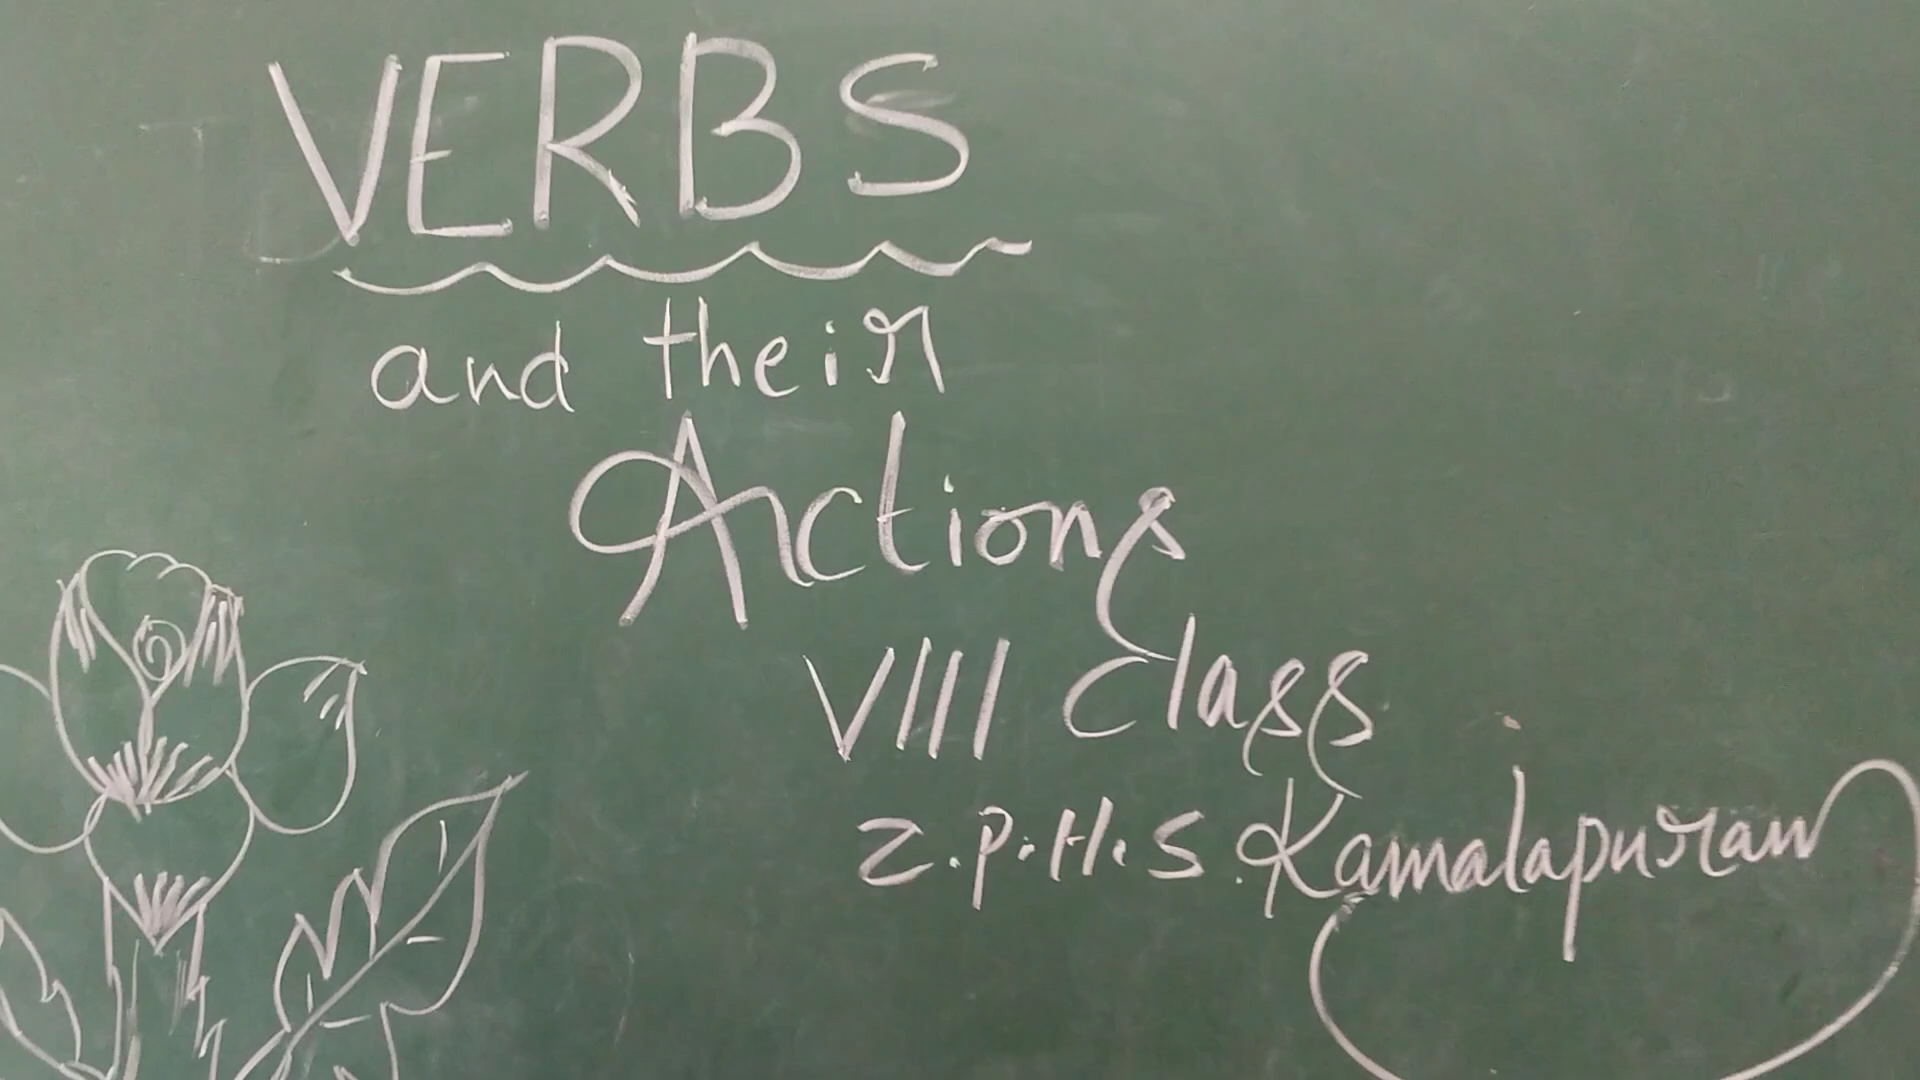 VERBS
and their
Actions
VIII Class
Z.P.H.S.Kamalapuram